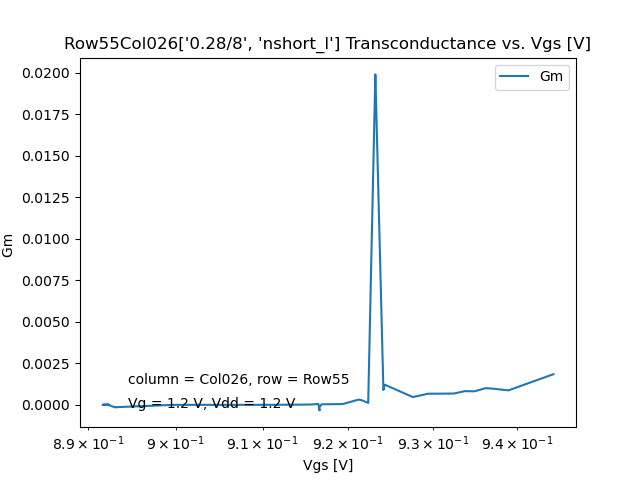 Row55Col026['0.28/8', 'nshort_l'] Transconductance vs. Vgs [V]
Gm
0.0200
0.0175
0.0150
0.0125
0.0100
0.0075
0.0050
0.0025
0.0000
Gm
column = Col026, row = Row55
Vg = 1.2 V, Vdd = 1.2 V
8.9 × 10⁻¹ 9 × 10⁻¹ 9.1 × 10⁻¹ 9.2 × 10⁻¹ 9.3 × 10⁻¹ 9.4 × 10⁻¹
Vgs [V]